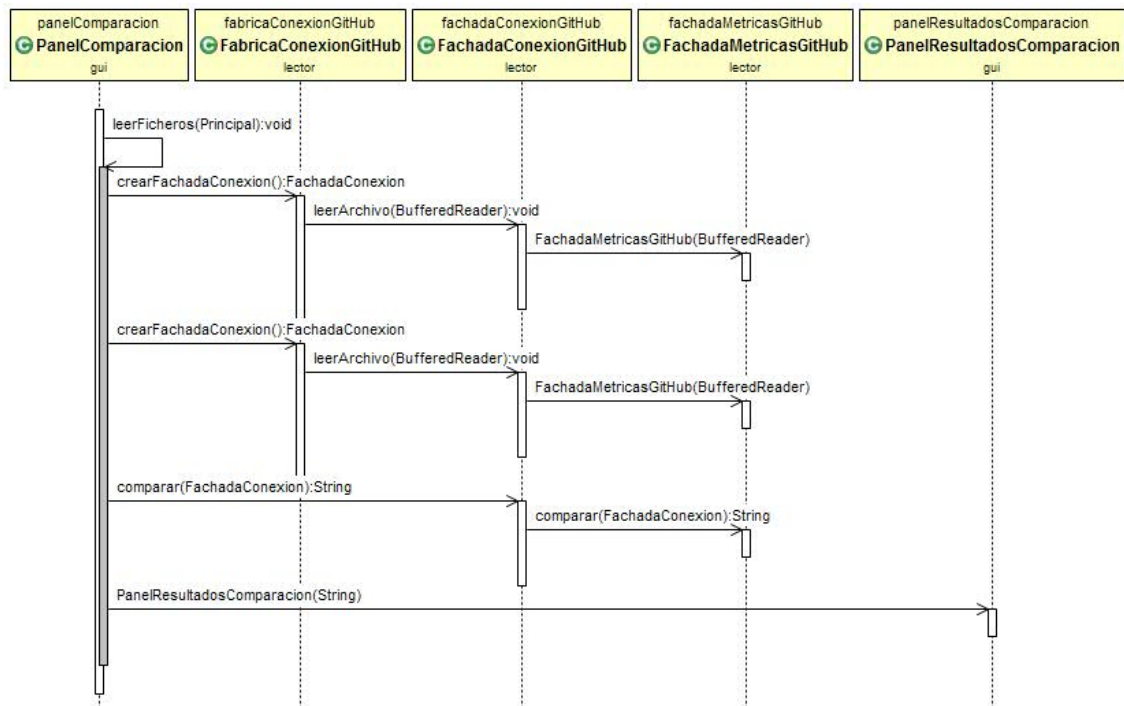 panelComparacion
C PanelComparacion
gui
fabricaConexionGitHub
C FabricaConexionGitHub
lector
fachadaConexionGitHub
C FachadaConexionGitHub
lector
fachadaMetricasGitHub
C FachadaMetricasGitHub
lector
panelResultadosComparacion
C PanelResultadosComparacion
gui
leerFicheros(Principal):void
crearFachadaConexion():FachadaConexion
leerArchivo(BufferedReader):void
FachadaMetricasGitHub(BufferedReader)
crearFachadaConexion():FachadaConexion
leerArchivo(BufferedReader):void
FachadaMetricasGitHub(BufferedReader)
comparar(FachadaConexion):String
comparar(FachadaConexion):String
PanelResultadosComparacion(String)